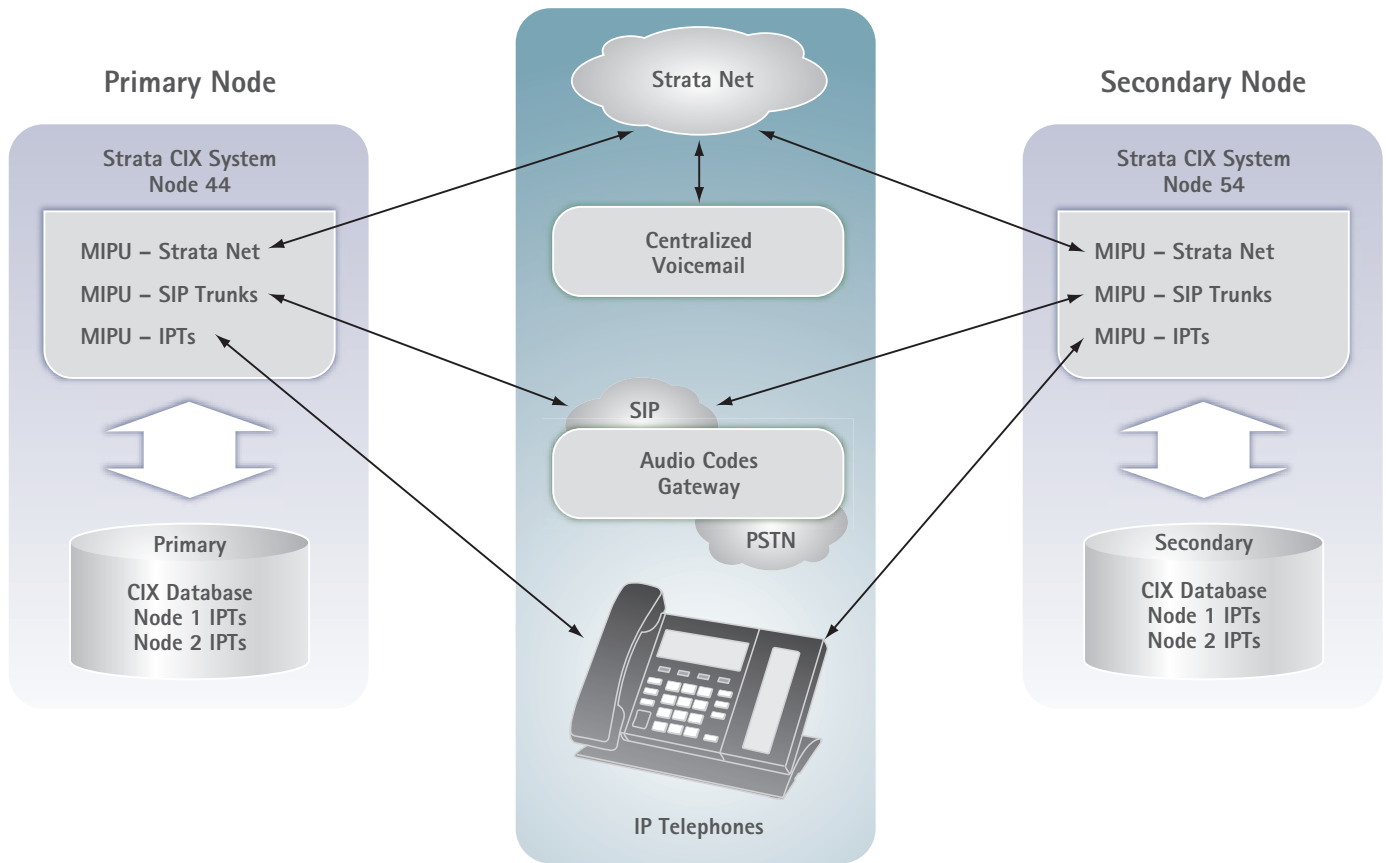 Primary Node
Strata CIX System
Node 44
MIPU – Strata Net
MIPU – SIP Trunks
MIPU – IPTs
Primary
CIX Database
Node 1 IPTs
Node 2 IPTs
Strata Net
Centralized
Voicemail
SIP
Audio Codes
Gateway
PSTN
IP Telephones
Secondary Node
Strata CIX System
Node 54
MIPU – Strata Net
MIPU – SIP Trunks
MIPU – IPTs
Secondary
CIX Database
Node 1 IPTs
Node 2 IPTs